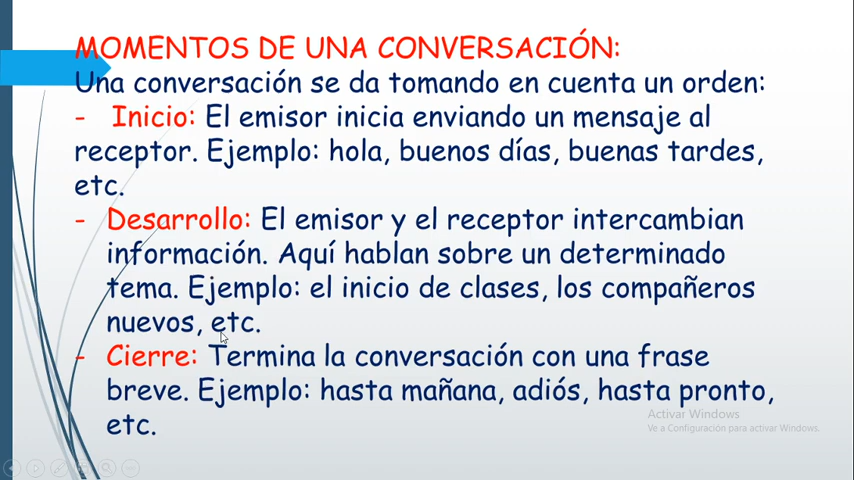 MOMENTOS DE UNA CONVERSACIÓN:
Una conversación se da tomando en cuenta un orden:
- Inicio: El emisor inicia enviando un mensaje al
receptor. Ejemplo: hola, buenos días, buenas tardes,
etc.
- Desarrollo: El emisor y el receptor intercambian
información. Aquí hablan sobre un determinado
tema. Ejemplo: el inicio de clases, los compañeros
nuevos, etc.
- Cierre: Termina la conversación con una frase
breve. Ejemplo: hasta mañana, adiós, hasta pronto,
etc.
Activar Windows
Ve a Configuración para activar Windows.